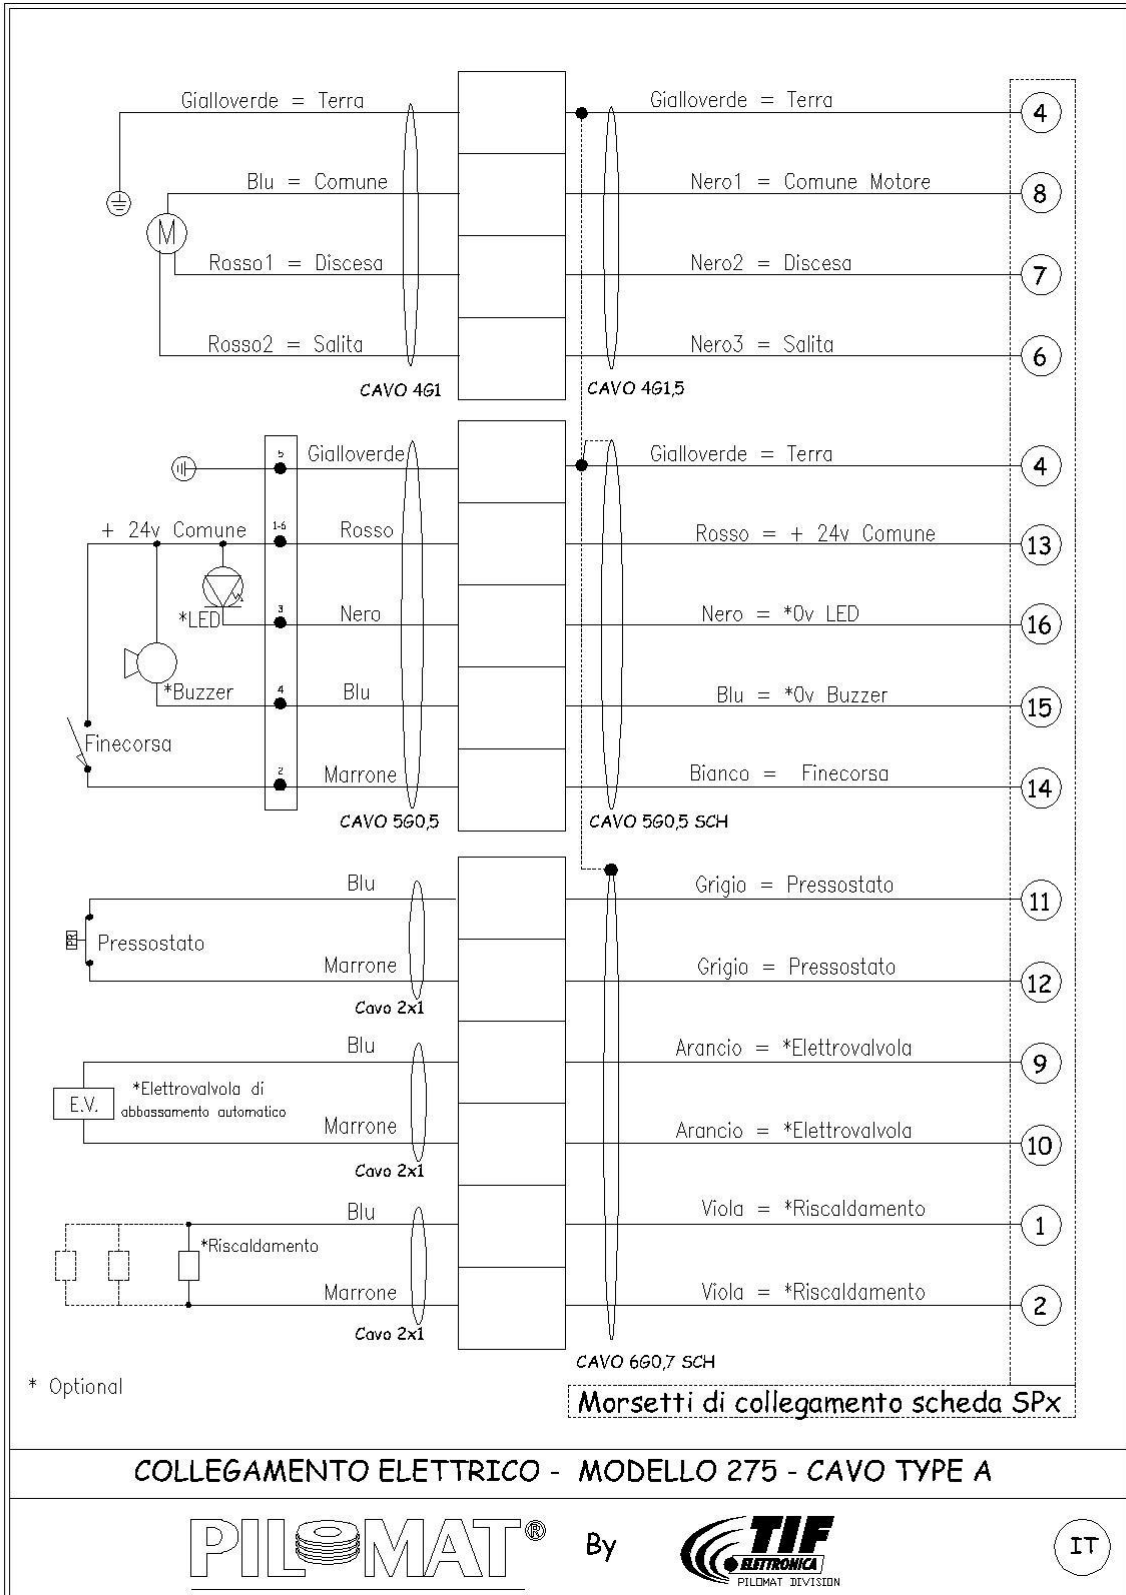 Gialloverde = Terra
Gialloverde = Terra
4
Blu = Comune
Nero1 = Comune Motore
8
M
Rosso1 = Discesa
Nero2 = Discesa
7
Rosso2 = Salita
Nero3 = Salita
6
CAVO 4G1
CAVO 4G1,5
5
Gialloverde
Gialloverde = Terra
4
+ 24v Comune
1-6
Rosso
Rosso = + 24v Comune
13
*LED
3
Nero
Nero = *0v LED
16
*Buzzer
4
Blu
Blu = *0v Buzzer
15
Finecorsa
2
Marrone
Bianco = Finecorsa
14
CAVO 5G0,5
CAVO 5G0,5 SCH
Blu
Grigio = Pressostato
11
PR
Pressostato
Marrone
Grigio = Pressostato
12
Cavo 2x1
Blu
Arancio = *Elettrovalvola
9
E.V.
*Elettrovalvola di
abbassamento automatico
Marrone
Arancio = *Elettrovalvola
10
Cavo 2x1
Blu
Viola = *Riscaldamento
1
*Riscaldamento
Marrone
Viola = *Riscaldamento
2
Cavo 2x1
CAVO 6G0,7 SCH
* Optional
Morsetti di collegamento scheda SPx
COLLEGAMENTO ELETTRICO - MODELLO 275 - CAVO TYPE A
PILOMAT®
By
TIF
ELETTRONICA
PILOMAT DIVISION
IT